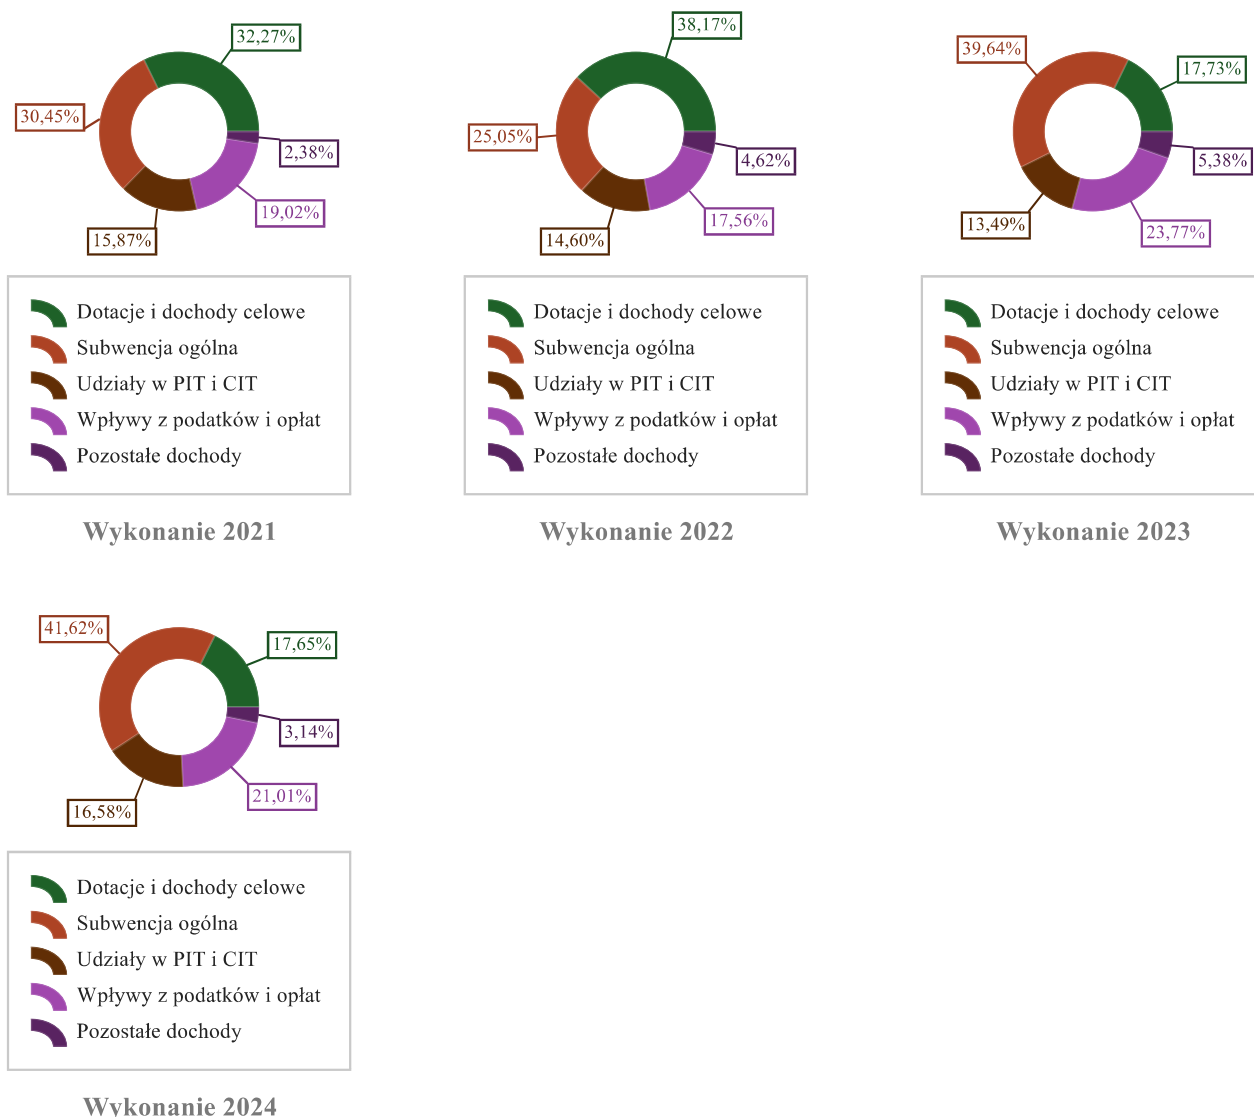 32,27%
30,45%
2,38%
19,02%
15,87%
Dotacje i dochody celowe
Subwencja ogólna
Udziały w PIT i CIT
Wpływy z podatków i opłat
Pozostałe dochody
Wykonanie 2021
38,17%
25,05%
4,62%
17,56%
14,60%
Dotacje i dochody celowe
Subwencja ogólna
Udziały w PIT i CIT
Wpływy z podatków i opłat
Pozostałe dochody
Wykonanie 2022
39,64%
17,73%
5,38%
13,49%
23,77%
Dotacje i dochody celowe
Subwencja ogólna
Udziały w PIT i CIT
Wpływy z podatków i opłat
Pozostałe dochody
Wykonanie 2023
41,62%
17,65%
3,14%
21,01%
16,58%
Dotacje i dochody celowe
Subwencja ogólna
Udziały w PIT i CIT
Wpływy z podatków i opłat
Pozostałe dochody
Wykonanie 2024